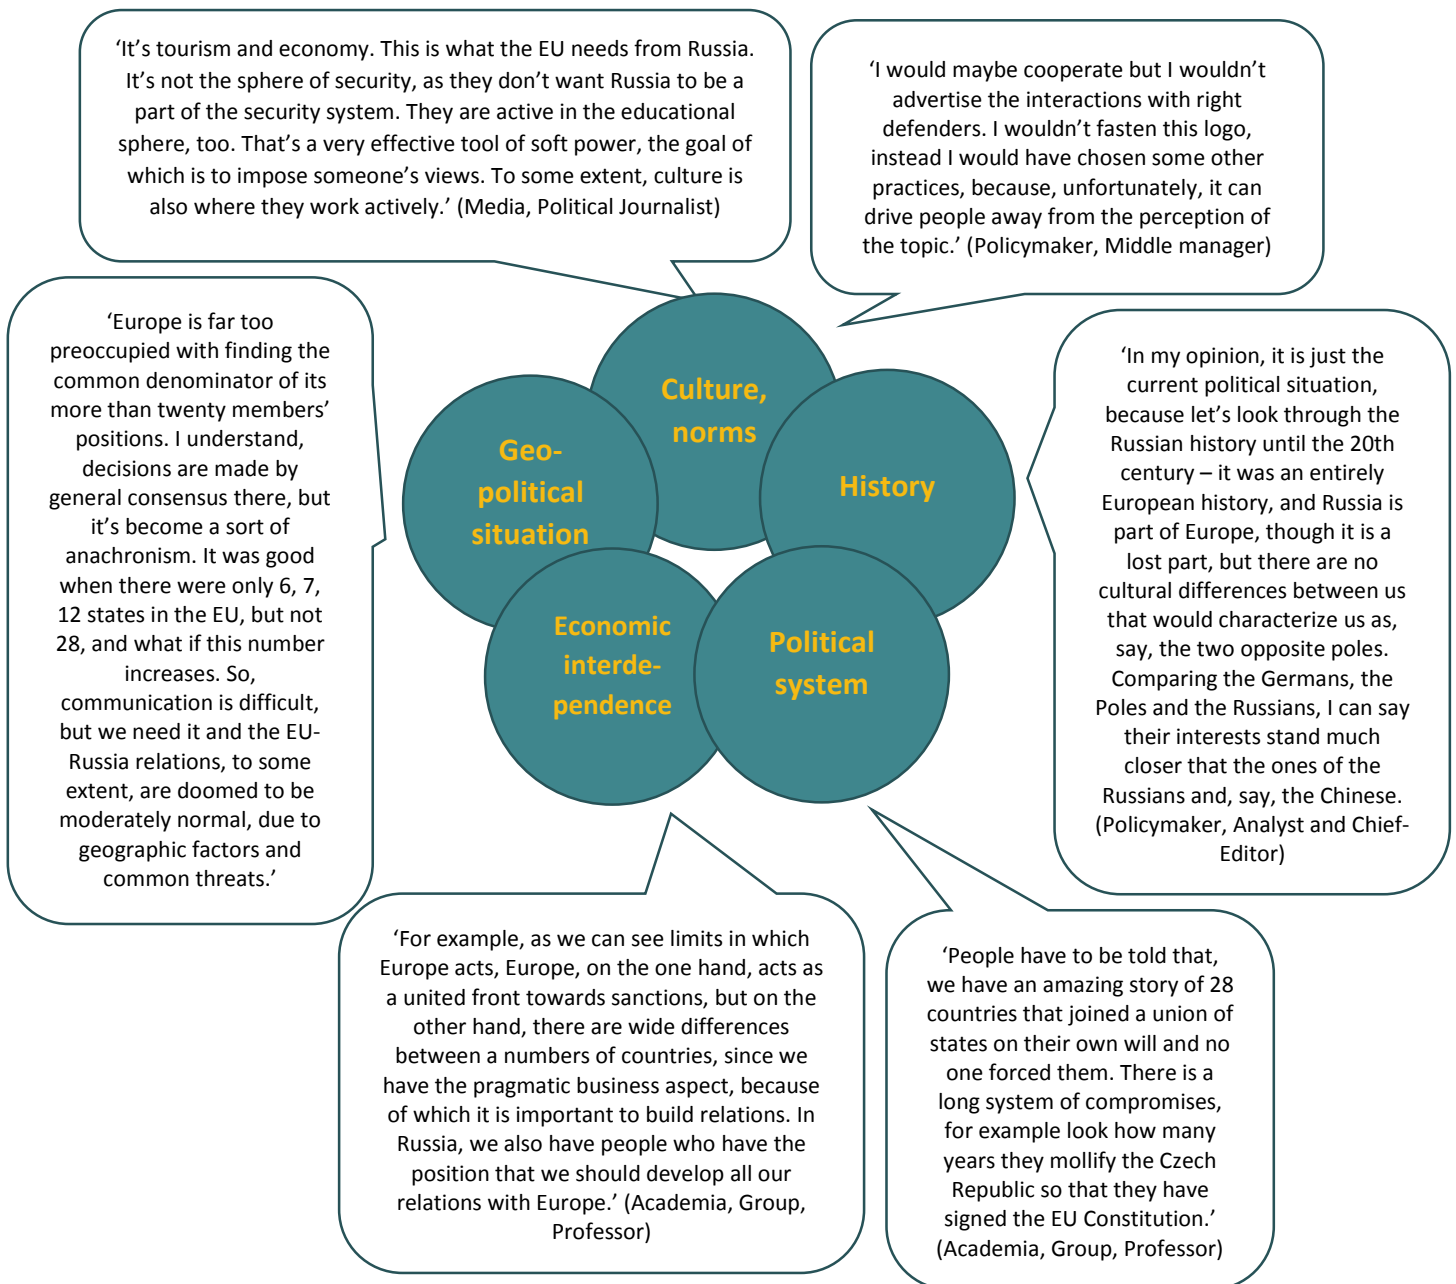 ‘It’s tourism and economy. This is what the EU needs from Russia.
It’s not the sphere of security, as they don’t want Russia to be a
part of the security system. They are active in the educational
sphere, too. That’s a very effective tool of soft power, the goal of
which is to impose someone’s views. To some extent, culture is
also where they work actively.’ (Media, Political Journalist)
‘I would maybe cooperate but I wouldn’t
advertise the interactions with right
defenders. I wouldn’t fasten this logo,
instead I would have chosen some other
practices, because, unfortunately, it can
drive people away from the perception of
the topic.’ (Policymaker, Middle manager)
‘Europe is far too
preoccupied with finding the
common denominator of its
more than twenty members’
positions. I understand,
decisions are made by
general consensus there, but
it’s become a sort of
anachronism. It was good
when there were only 6, 7,
12 states in the EU, but not
28, and what if this number
increases. So,
communication is difficult,
but we need it and the EU-
Russia relations, to some
extent, are doomed to be
moderately normal, due to
geographic factors and
common threats.’
Culture,
norms
Geo-
political
situation
History
Economic
interde-
pendence
Political
system
‘In my opinion, it is just the
current political situation,
because let’s look through the
Russian history until the 20th
century – it was an entirely
European history, and Russia is
part of Europe, though it is a
lost part, but there are no
cultural differences between us
that would characterize us as,
say, the two opposite poles.
Comparing the Germans, the
Poles and the Russians, I can say
their interests stand much
closer that the ones of the
Russians and, say, the Chinese.
(Policymaker, Analyst and Chief-
Editor)
‘For example, as we can see limits in which
Europe acts, Europe, on the one hand, acts as
a united front towards sanctions, but on the
other hand, there are wide differences
between a numbers of countries, since we
have the pragmatic business aspect, because
of which it is important to build relations. In
Russia, we also have people who have the
position that we should develop all our
relations with Europe.’ (Academia, Group,
Professor)
‘People have to be told that,
we have an amazing story of 28
countries that joined a union of
states on their own will and no
one forced them. There is a
long system of compromises,
for example look how many
years they mollify the Czech
Republic so that they have
signed the EU Constitution.’
(Academia, Group, Professor)